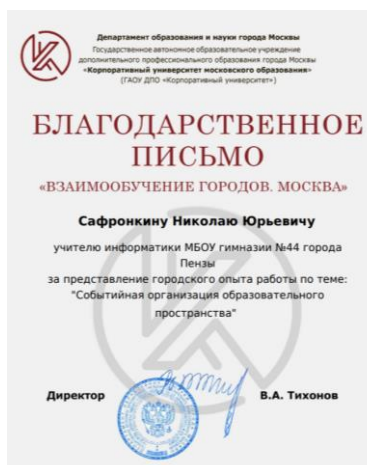 Департамент образования и науки города Москвы
Государственное автономное образовательное учреждение
дополнительного профессионального образования города Москвы
«Корпоративный университет московского образования»
(ГАОУ ДПО «Корпоративный университет»)
БЛАГОДАРСТВЕННОЕ
ПИСЬМО
«ВЗАИМООБУЧЕНИЕ ГОРОДОВ. МОСКВА»
Сафронкину Николаю Юрьевичу
учителю информатики МБОУ гимназии №44 города
Пензы
за представление городского опыта работы по теме:
"Событийная организация образовательного
пространства"
Директор В.А. Тихонов